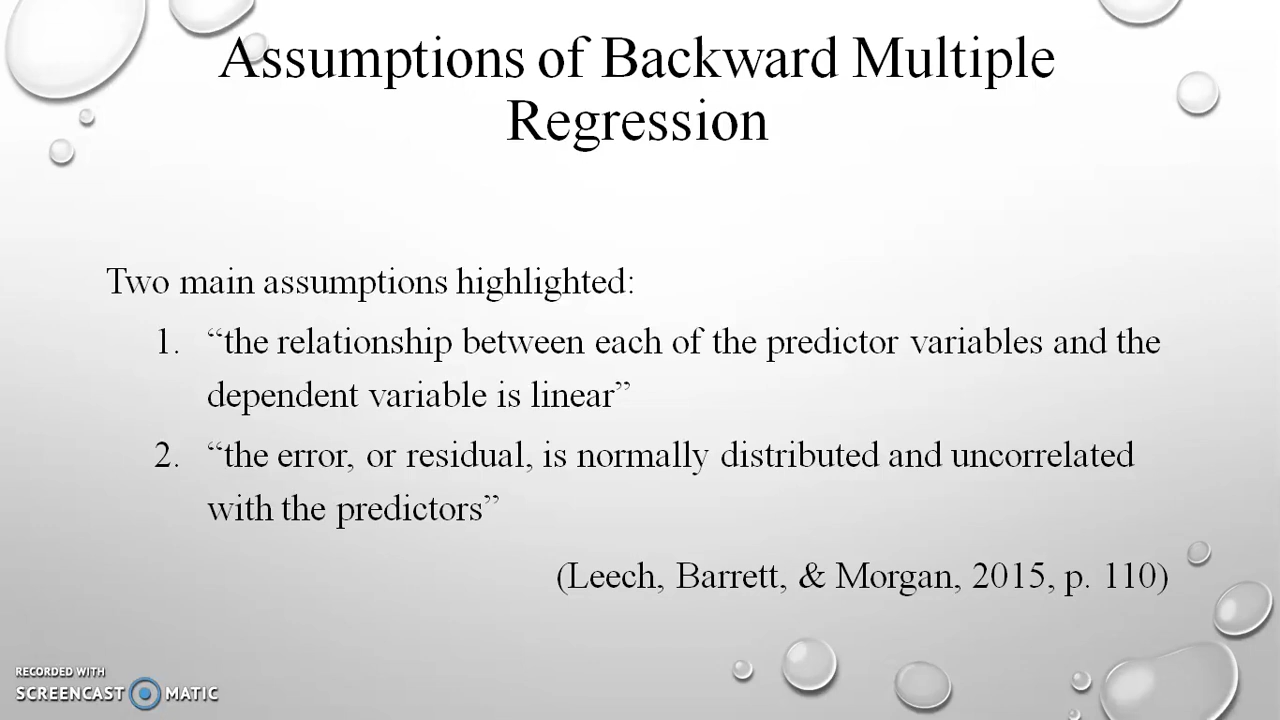 Assumptions of Backward Multiple
Regression
Two main assumptions highlighted:
1. “the relationship between each of the predictor variables and the
dependent variable is linear”
2. “the error, or residual, is normally distributed and uncorrelated
with the predictors”
(Leech, Barrett, & Morgan, 2015, p. 110)
RECORDED WITH
SCREENCAST MATIC